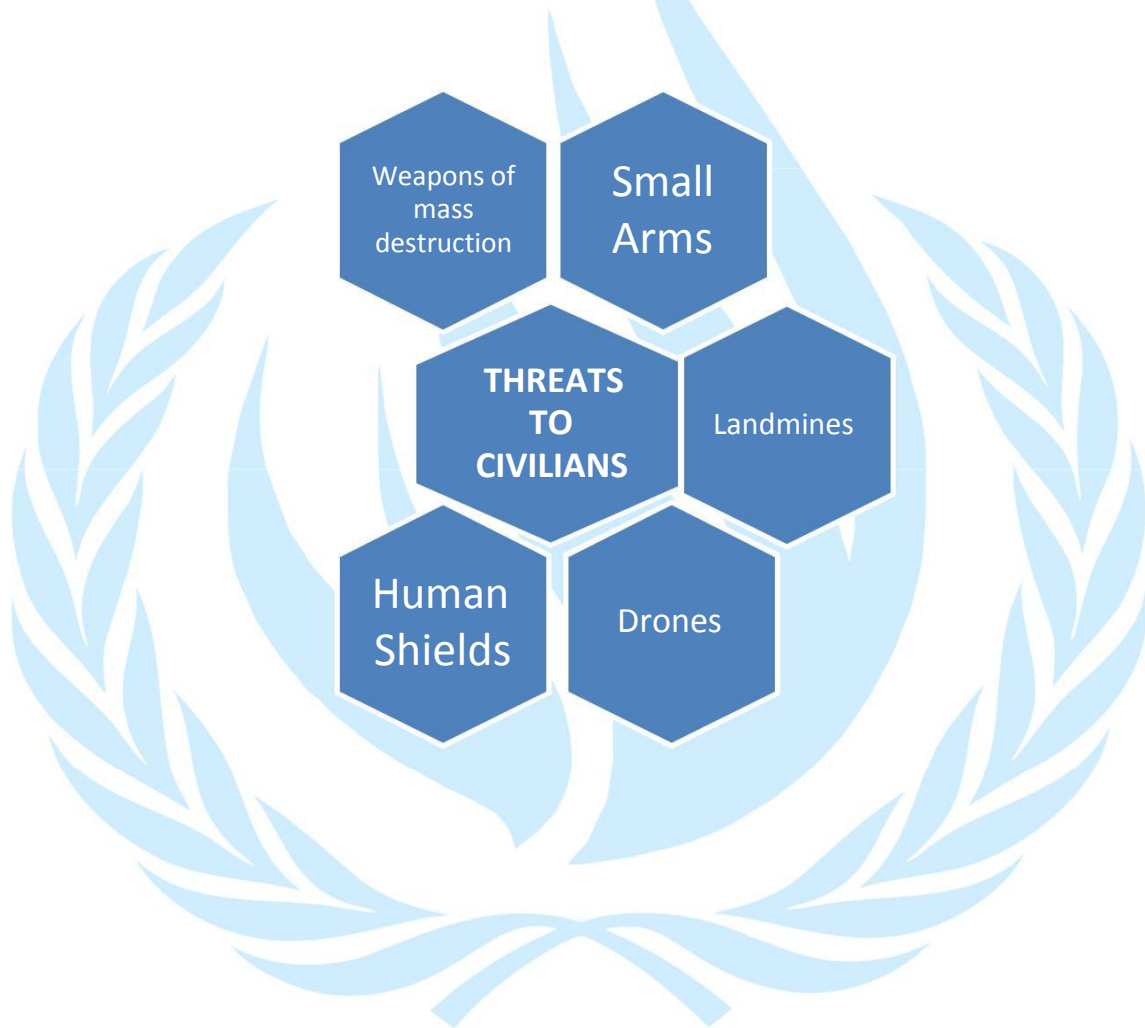 Weapons of
mass
destruction
Small
Arms
THREATS
TO
CIVILIANS
Landmines
Human
Shields
Drones